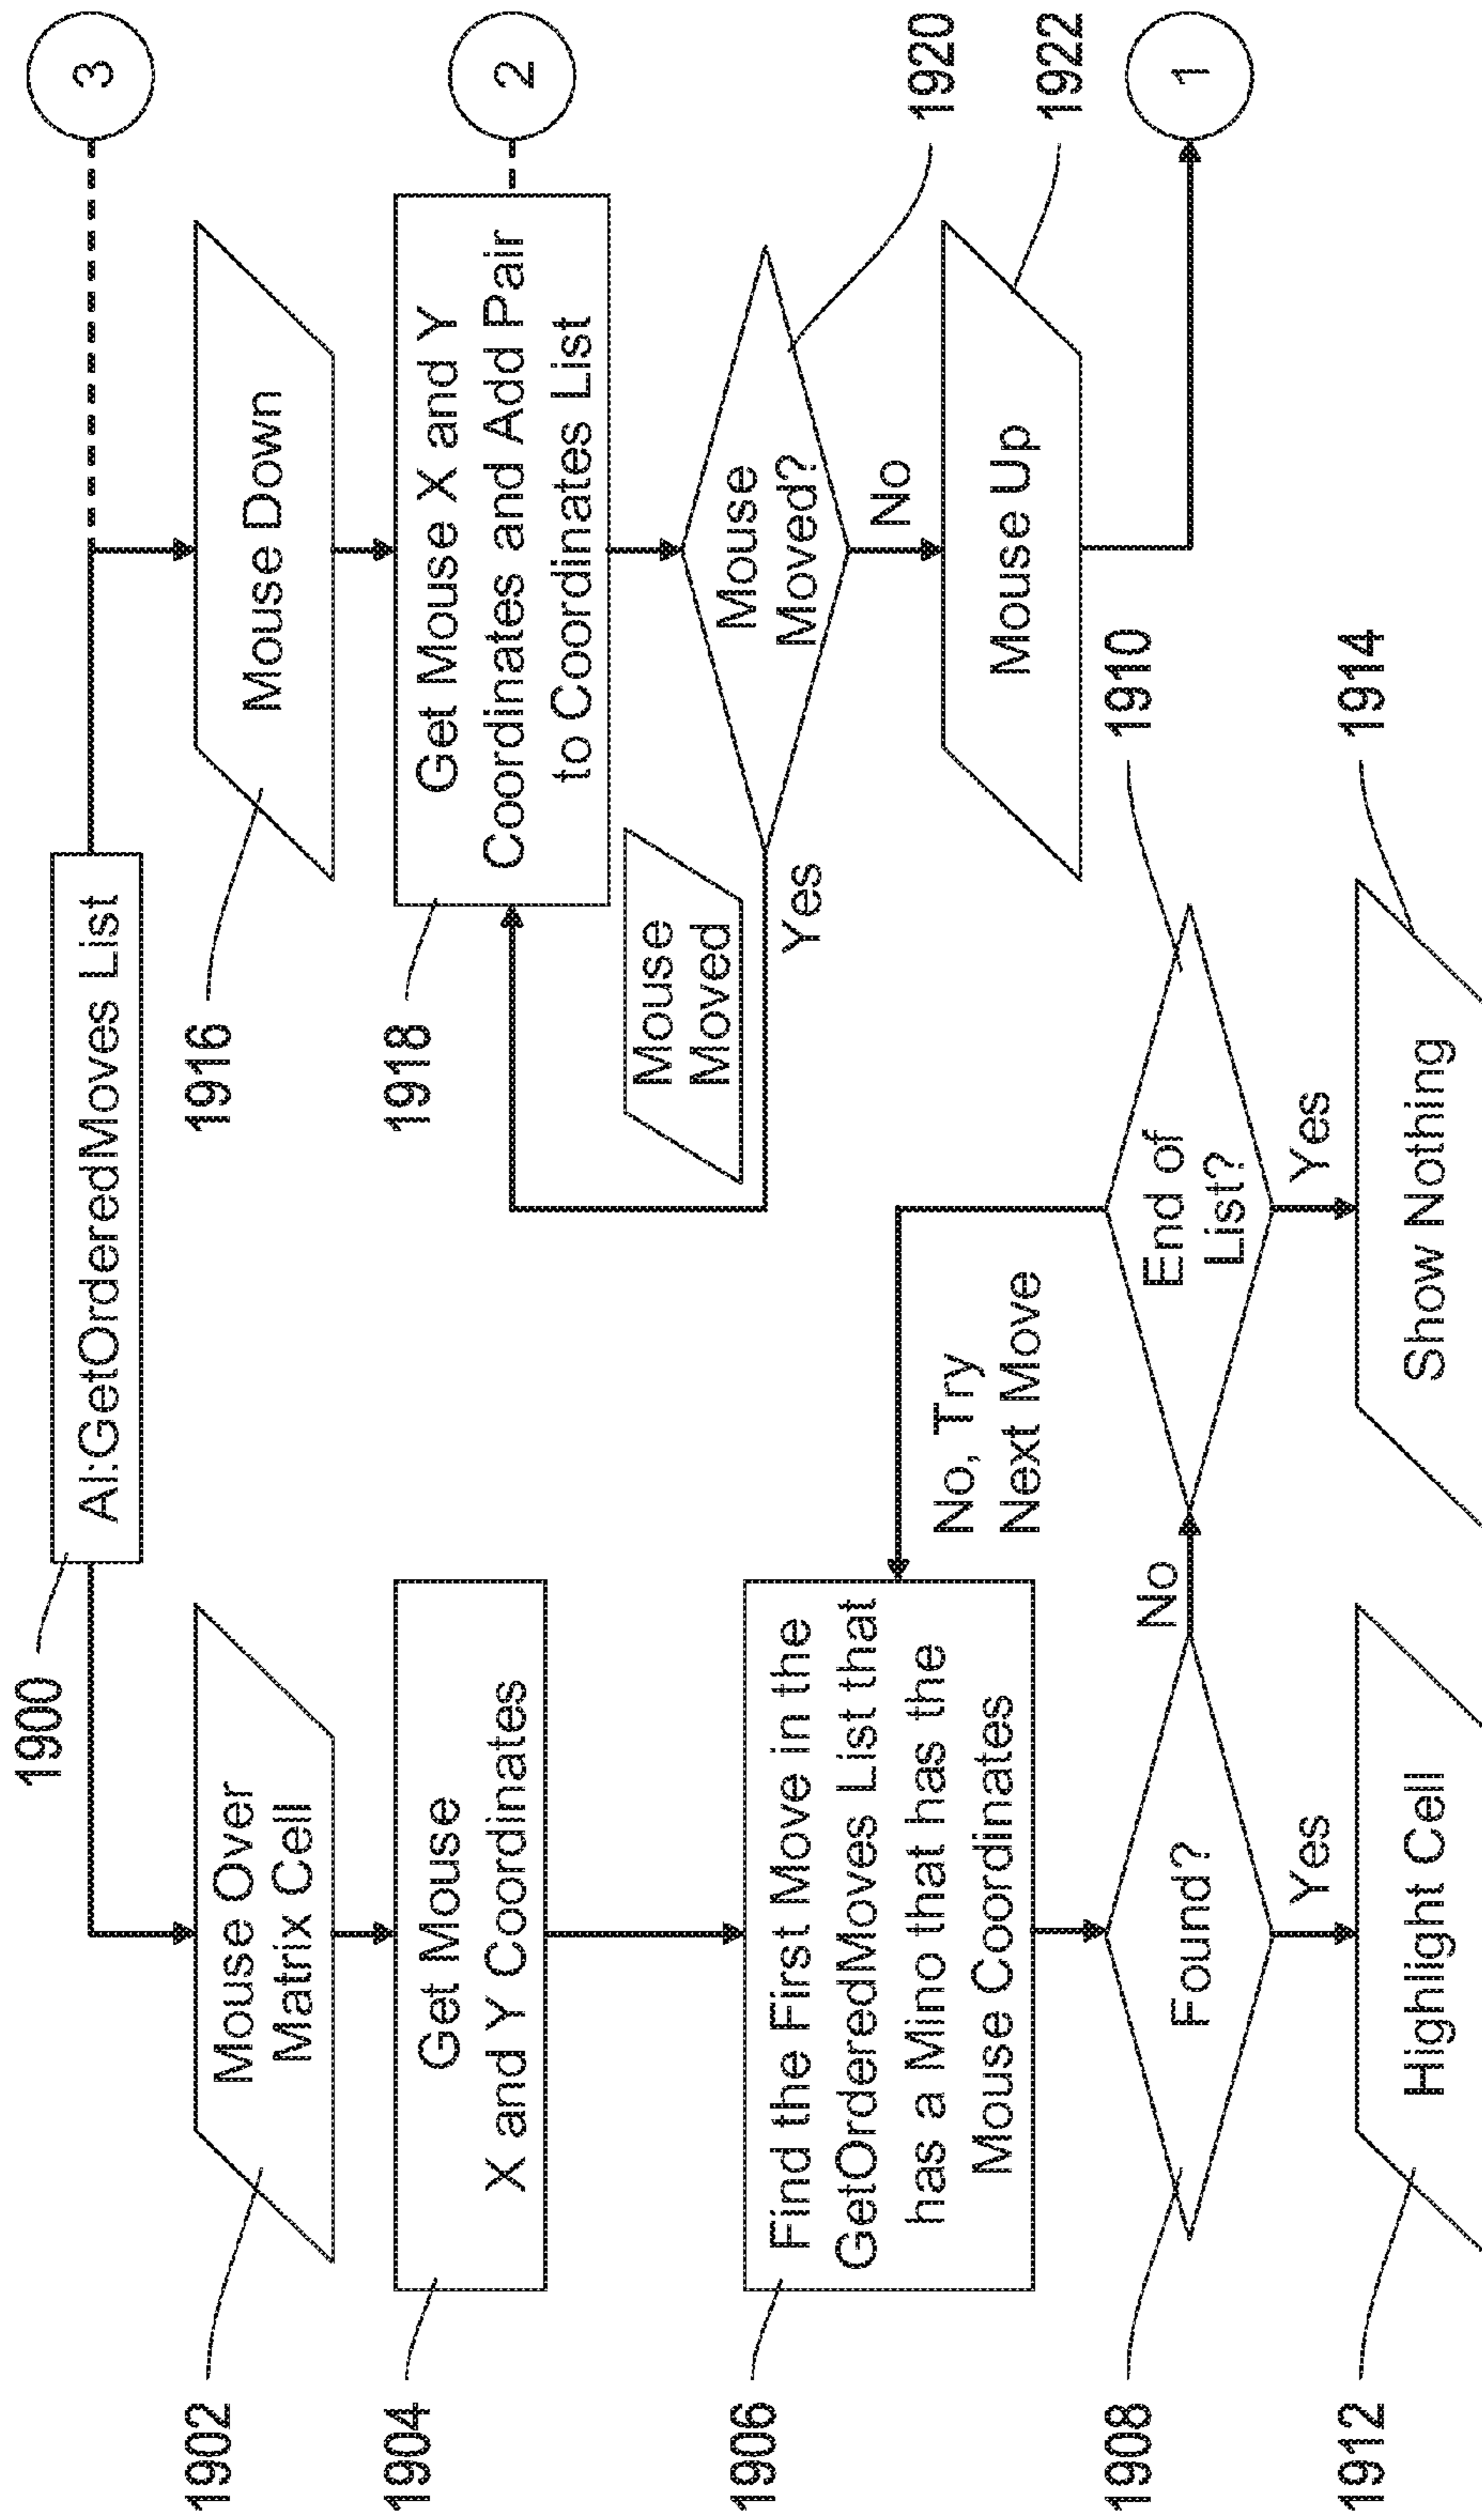 1900
AI:GetOrderedMoves List
3
1902
Mouse Over
Matrix Cell
1916
Mouse Down
1904
Get Mouse
X and Y Coordinates
1918
Get Mouse X and Y
Coordinates and Add Pair
to Coordinates List
2
1906
Find the First Move in the
GetOrderedMoves List that
has a Mino that has the
Mouse Coordinates
Mouse
Moved
Yes
Mouse
Moved?
1920
No
No, Try
Next Move
Mouse Up
1922
1
1908
Found?
No
End of
List?
1910
Yes
Yes
1912
Highlight Cell
Show Nothing
1914